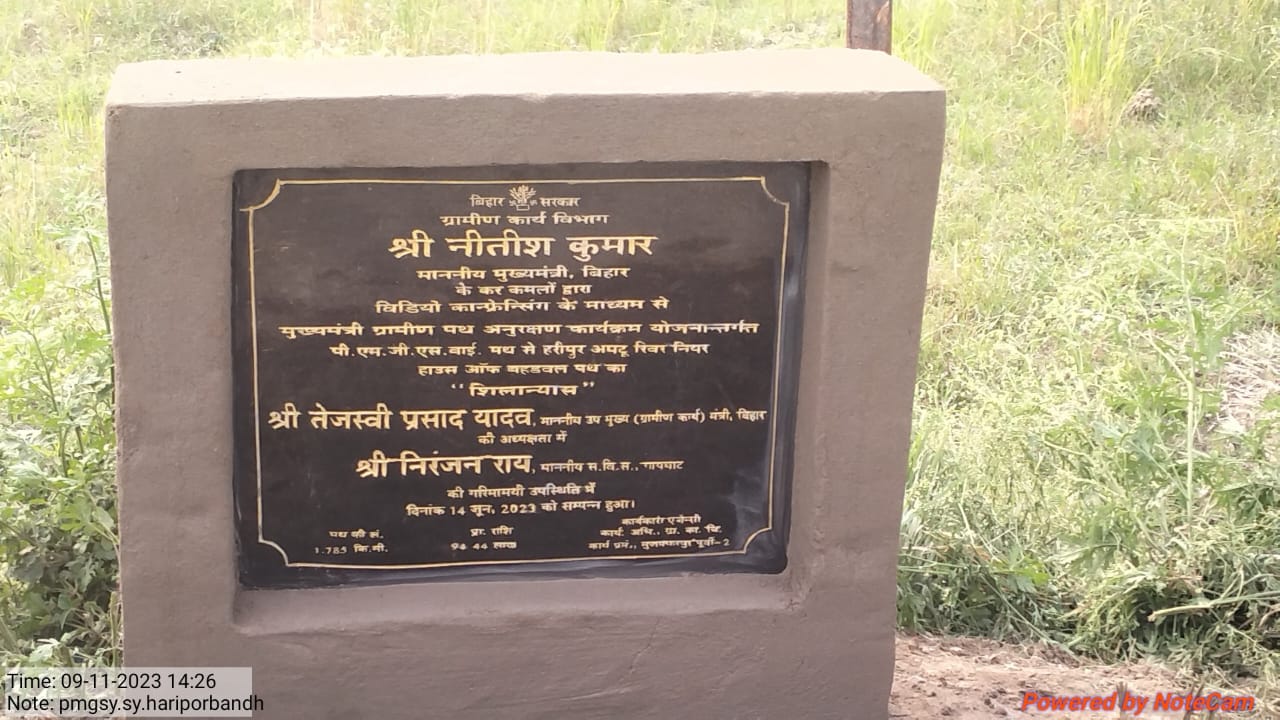 बिहार सरकार
ग्रामीण कार्य विभाग
श्री नीतीश कुमार
माननीय मुख्यमंत्री, बिहार
के कर कमलों द्वारा
विडियो कान्फ्रेन्सिंग के माध्यम से
मुख्यमंत्री ग्रामीण पथ अनुरक्षण कार्यक्रम योजनान्तर्गत
पी.एम.जी.एस.वाई. पथ से हरीपुर अपटू रिवर नियर
हाउस ऑफ बहडवल पथ का
"शिलान्यास"
श्री तेजस्वी प्रसाद यादव, माननीय उप मुख्य (ग्रामीण कार्य) मंत्री, बिहार
की अध्यक्षता में
श्री निरंजन राय, माननीय स.वि.स., गायघाट
की गरिमामयी उपस्थिति में
दिनांक 14 जून, 2023 को सम्पन्न हुआ।
पथ की लं. प्रा. राशि कार्यकारी एजेन्सी
1.785 कि.मी. 94.44 लाख कार्य. अभि., ग्रा. का. वि.
कार्य प्रमं., मुजफ्फरपुर पूर्वी-2
Time: 09-11-2023 14:26
Note: pmgsy.sy.hariporbandh
Powered by NoteCam